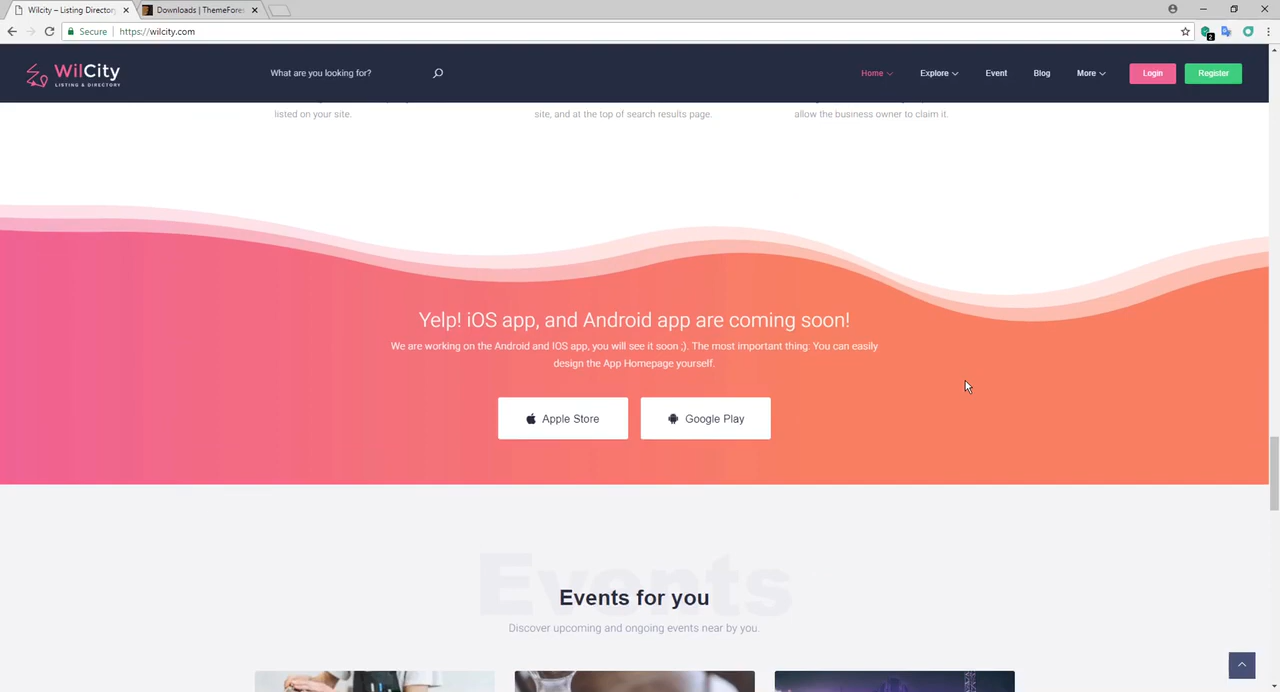 Wilcity – Listing Directory
Downloads | ThemeFores
Secure
https://wilcity.com
2
WilCity
LISTING & DIRECTORY
What are you looking for?
Home
Explore
Event
Blog
More
Login
Register
listed on your site.
site, and at the top of search results page.
allow the business owner to claim it.
Yelp! iOS app, and Android app are coming soon!
We are working on the Android and IOS app, you will see it soon ;). The most important thing: You can easily
design the App Homepage yourself.
Apple Store
Google Play
Events
Events for you
Discover upcoming and ongoing events near by you.